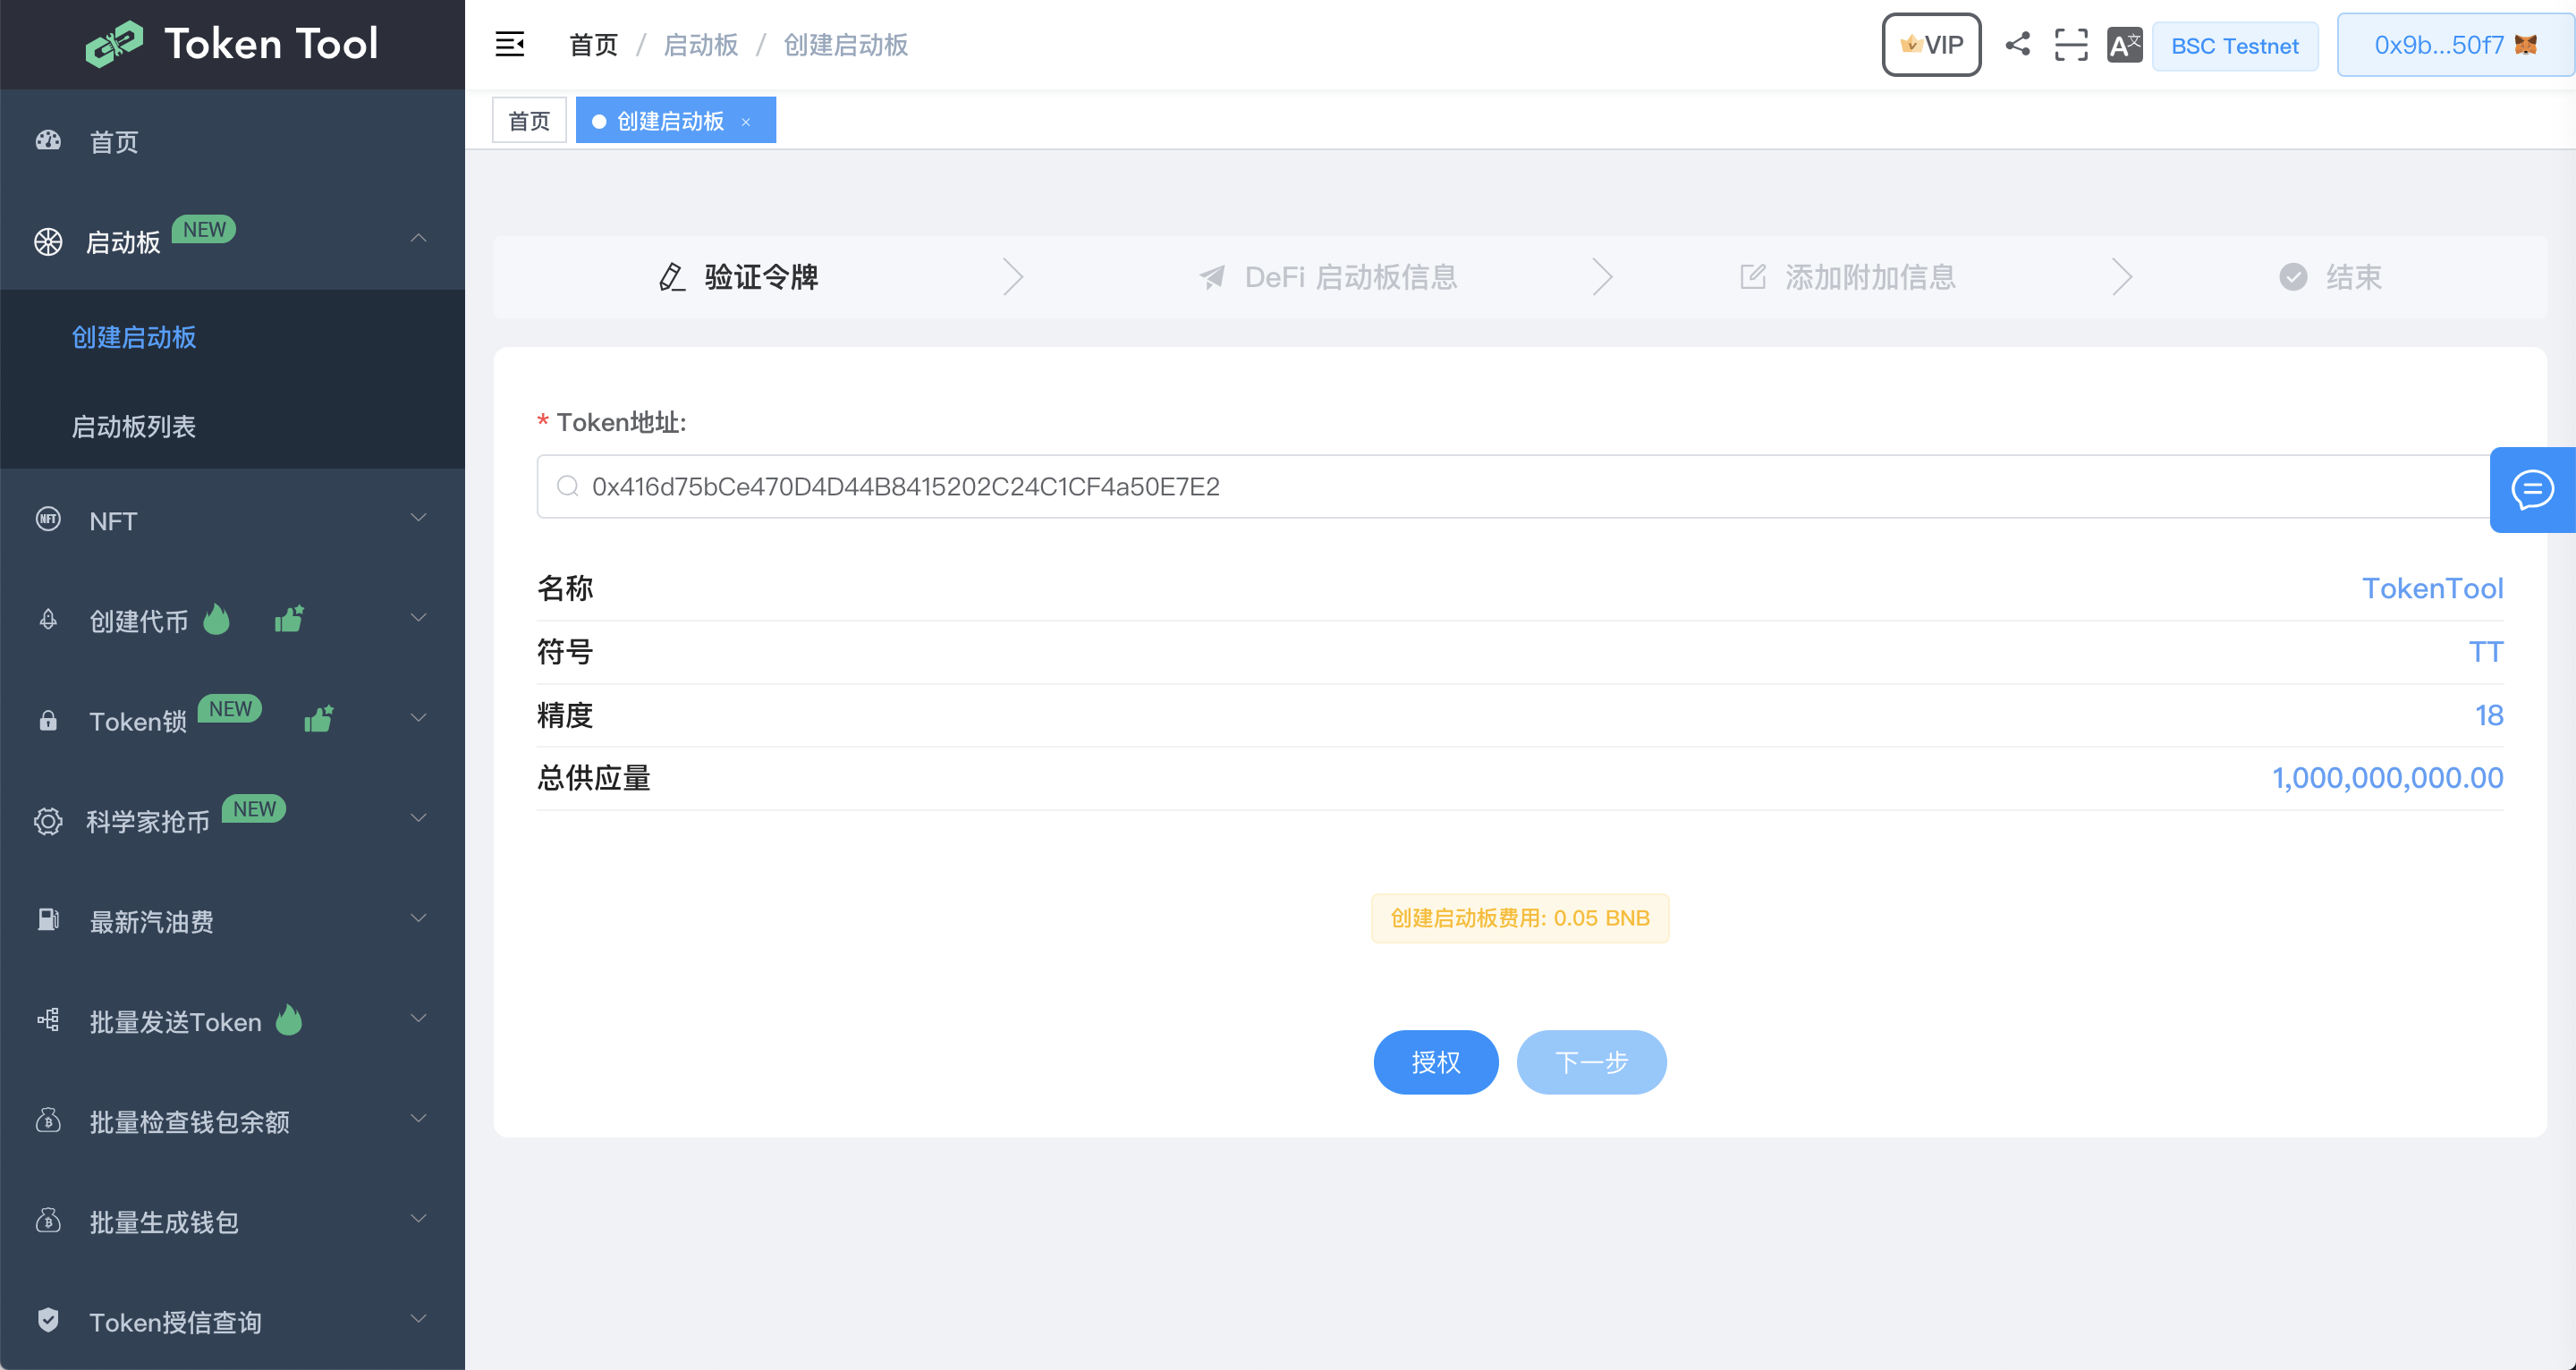 Token Tool
首页 / 启动板 / 创建启动板
VIP
BSC Testnet
0x9b...50f7
首页
创建启动板 ×
首页
启动板 NEW
创建启动板
启动板列表
NFT
创建代币
Token锁 NEW
科学家抢币 NEW
最新汽油费
批量发送Token
批量检查钱包余额
批量生成钱包
Token授信查询
验证令牌
DeFi 启动板信息
添加附加信息
结束
* Token地址:
0x416d75bCe470D4D44B8415202C24C1CF4a50E7E2
名称 TokenTool
符号 TT
精度 18
总供应量 1,000,000,000.00
创建启动板费用: 0.05 BNB
授权 下一步